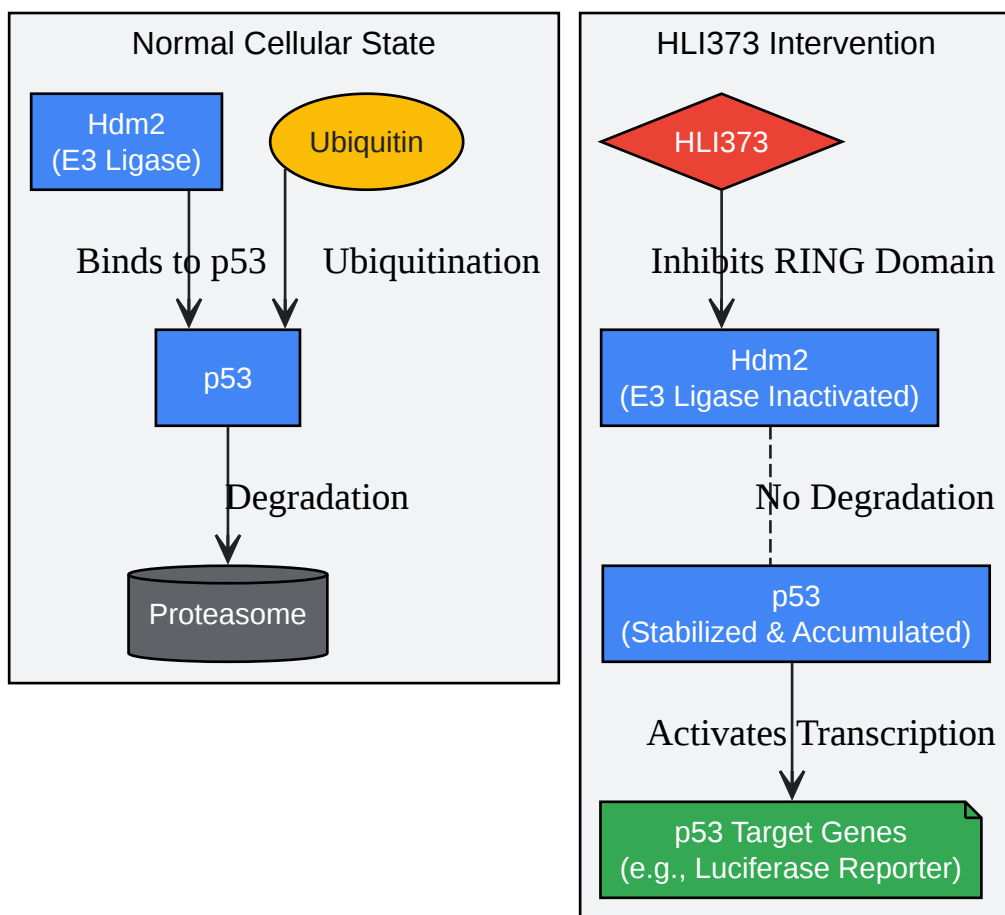 Normal Cellular State
Hdm2
(E3 Ligase)
Ubiquitin
Binds to p53
Ubiquitination
p53
Degradation
Proteasome
HLI373 Intervention
HLI373
Inhibits RING Domain
Hdm2
(E3 Ligase Inactivated)
No Degradation
p53
(Stabilized & Accumulated)
Activates Transcription
p53 Target Genes
(e.g., Luciferase Reporter)